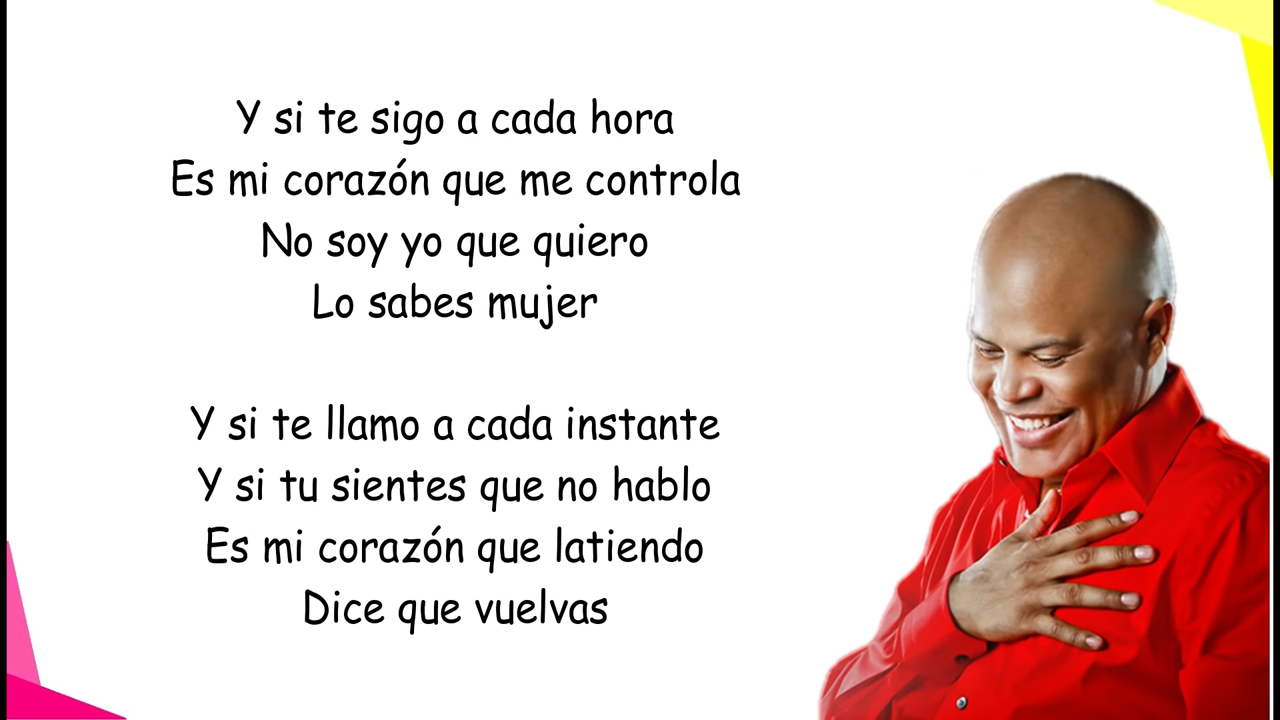 Y si te sigo a cada hora
Es mi corazón que me controla
No soy yo que quiero
Lo sabes mujer
Y si te llamo a cada instante
Y si tu sientes que no hablo
Es mi corazón que latiendo
Dice que vuelvas